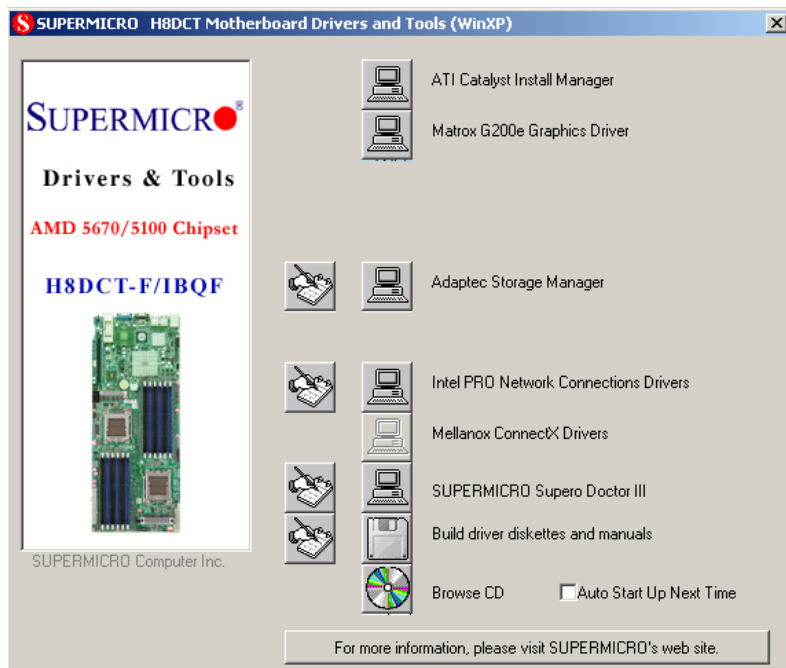 SUPERMICRO H8DCT Motherboard Drivers and Tools (WinXP)
SUPERMICRO®
Drivers & Tools
AMD 5670/5100 Chipset
H8DCT-F/IBQF
SUPERMICRO Computer Inc.
ATI Catalyst Install Manager
Matrox G200e Graphics Driver
Adaptec Storage Manager
Intel PRO Network Connections Drivers
Mellanox ConnectX Drivers
SUPERMICRO Supero Doctor III
Build driver diskettes and manuals
Browse CD
Auto Start Up Next Time
For more information, please visit SUPERMICRO's web site.